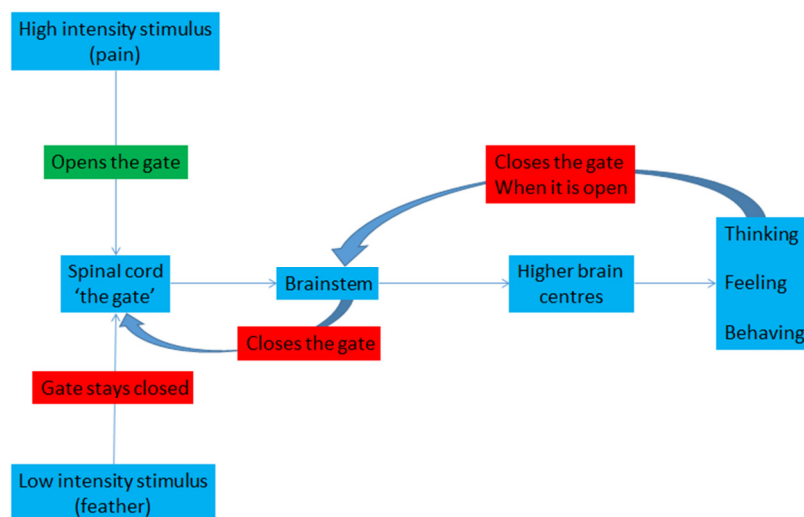 High intensity stimulus
(pain)
Opens the gate
Closes the gate
When it is open
Thinking
Feeling
Behaving
Spinal cord
'the gate'
Brainstem
Higher brain
centres
Closes the gate
Gate stays closed
Low intensity stimulus
(feather)